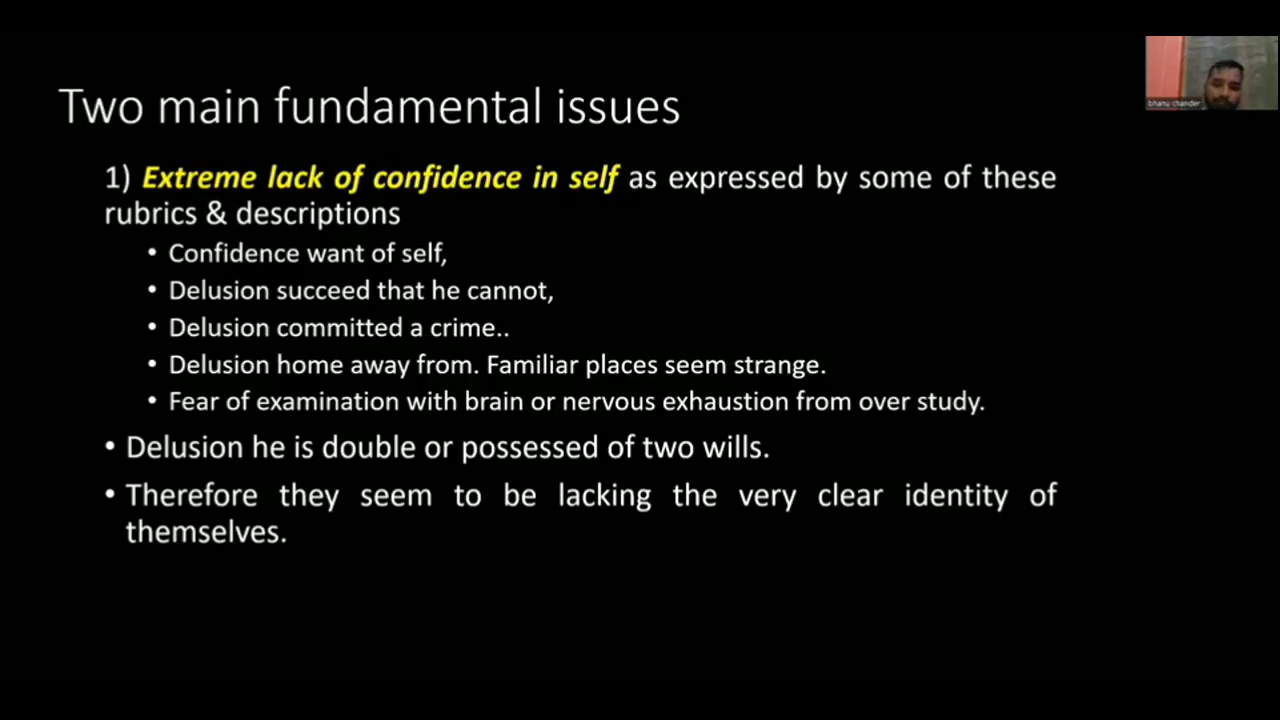 Two main fundamental issues
bhanu chander
1) Extreme lack of confidence in self as expressed by some of these
rubrics & descriptions
• Confidence want of self,
• Delusion succeed that he cannot,
• Delusion committed a crime..
• Delusion home away from. Familiar places seem strange.
• Fear of examination with brain or nervous exhaustion from over study.
• Delusion he is double or possessed of two wills.
• Therefore they seem to be lacking the very clear identity of
themselves.